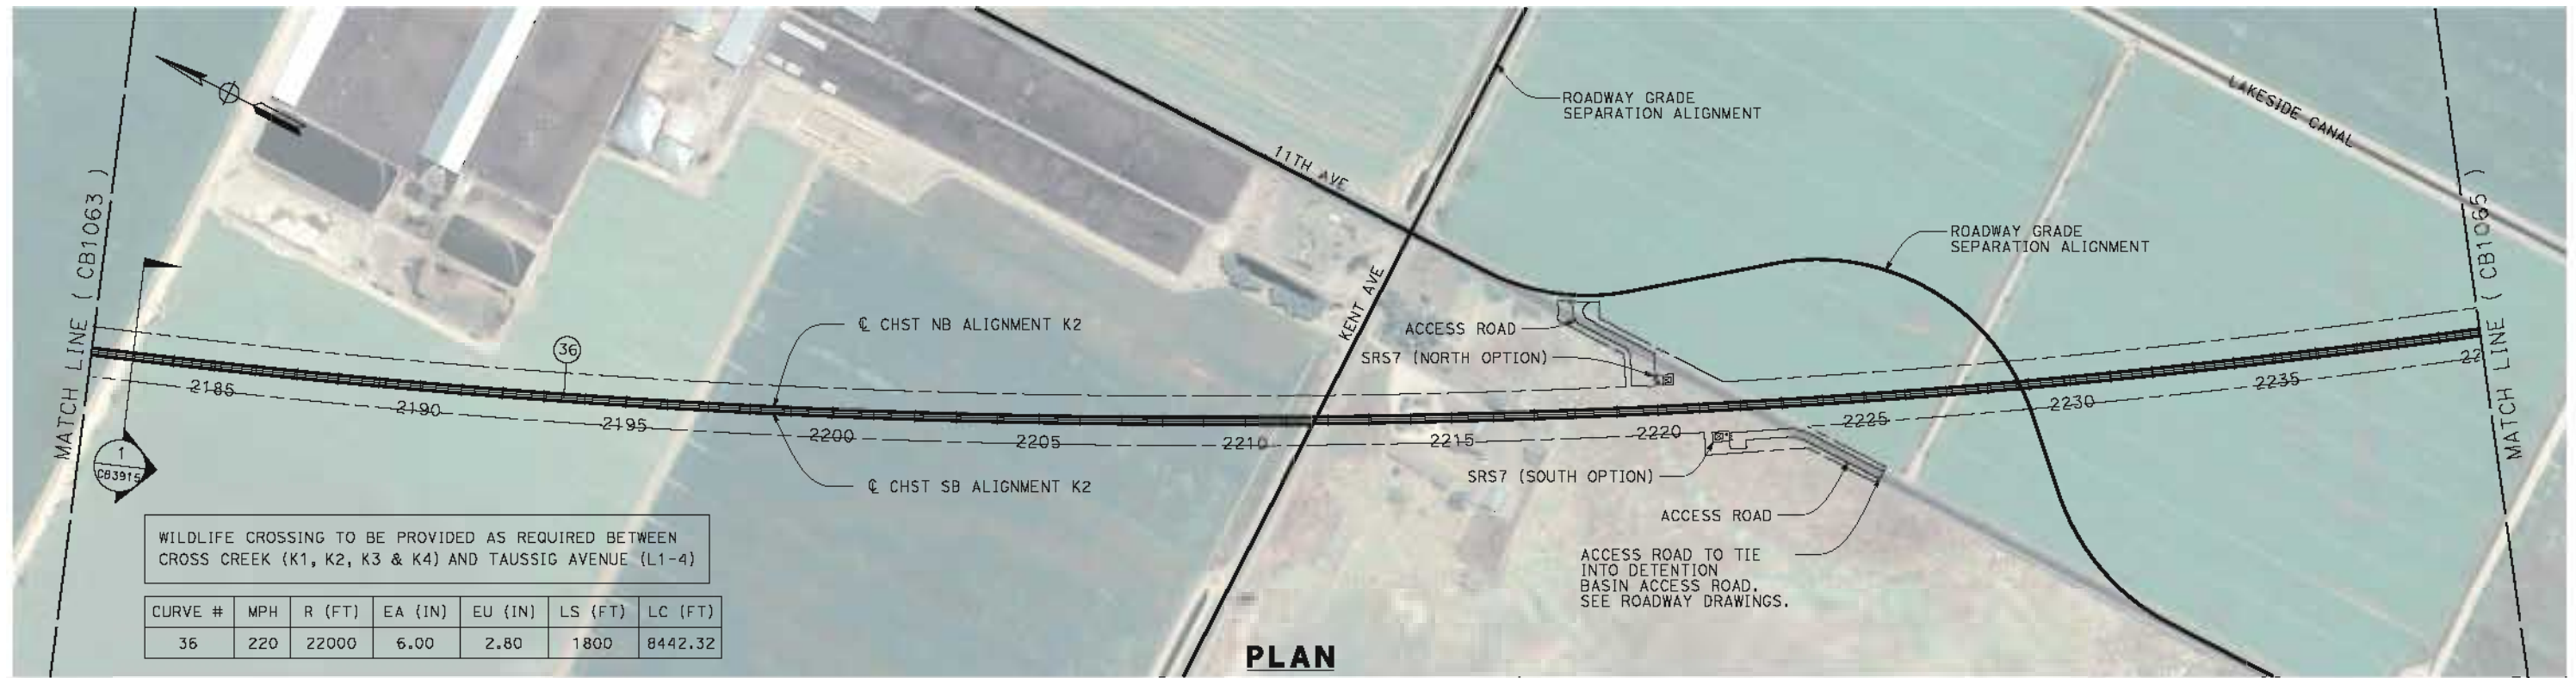 MATCH LINE ( CB1063 )
36
1
CB3915
℄ CHST NB ALIGNMENT K2
℄ CHST SB ALIGNMENT K2
2185
2190
2195
2200
2205
2210
2215
2220
2225
2230
2235
22
11TH AVE
KENT AVE
ROADWAY GRADE
SEPARATION ALIGNMENT
ROADWAY GRADE
SEPARATION ALIGNMENT
LAKESIDE CANAL
MATCH LINE ( CB1065 )
ACCESS ROAD
SRS7 (NORTH OPTION)
SRS7 (SOUTH OPTION)
ACCESS ROAD
ACCESS ROAD TO TIE
INTO DETENTION
BASIN ACCESS ROAD.
SEE ROADWAY DRAWINGS.
WILDLIFE CROSSING TO BE PROVIDED AS REQUIRED BETWEEN
CROSS CREEK (K1, K2, K3 & K4) AND TAUSSIG AVENUE (L1-4)
CURVE # MPH R (FT) EA (IN) EU (IN) LS (FT) LC (FT)
36 220 22000 6.00 2.80 1800 8442.32
PLAN